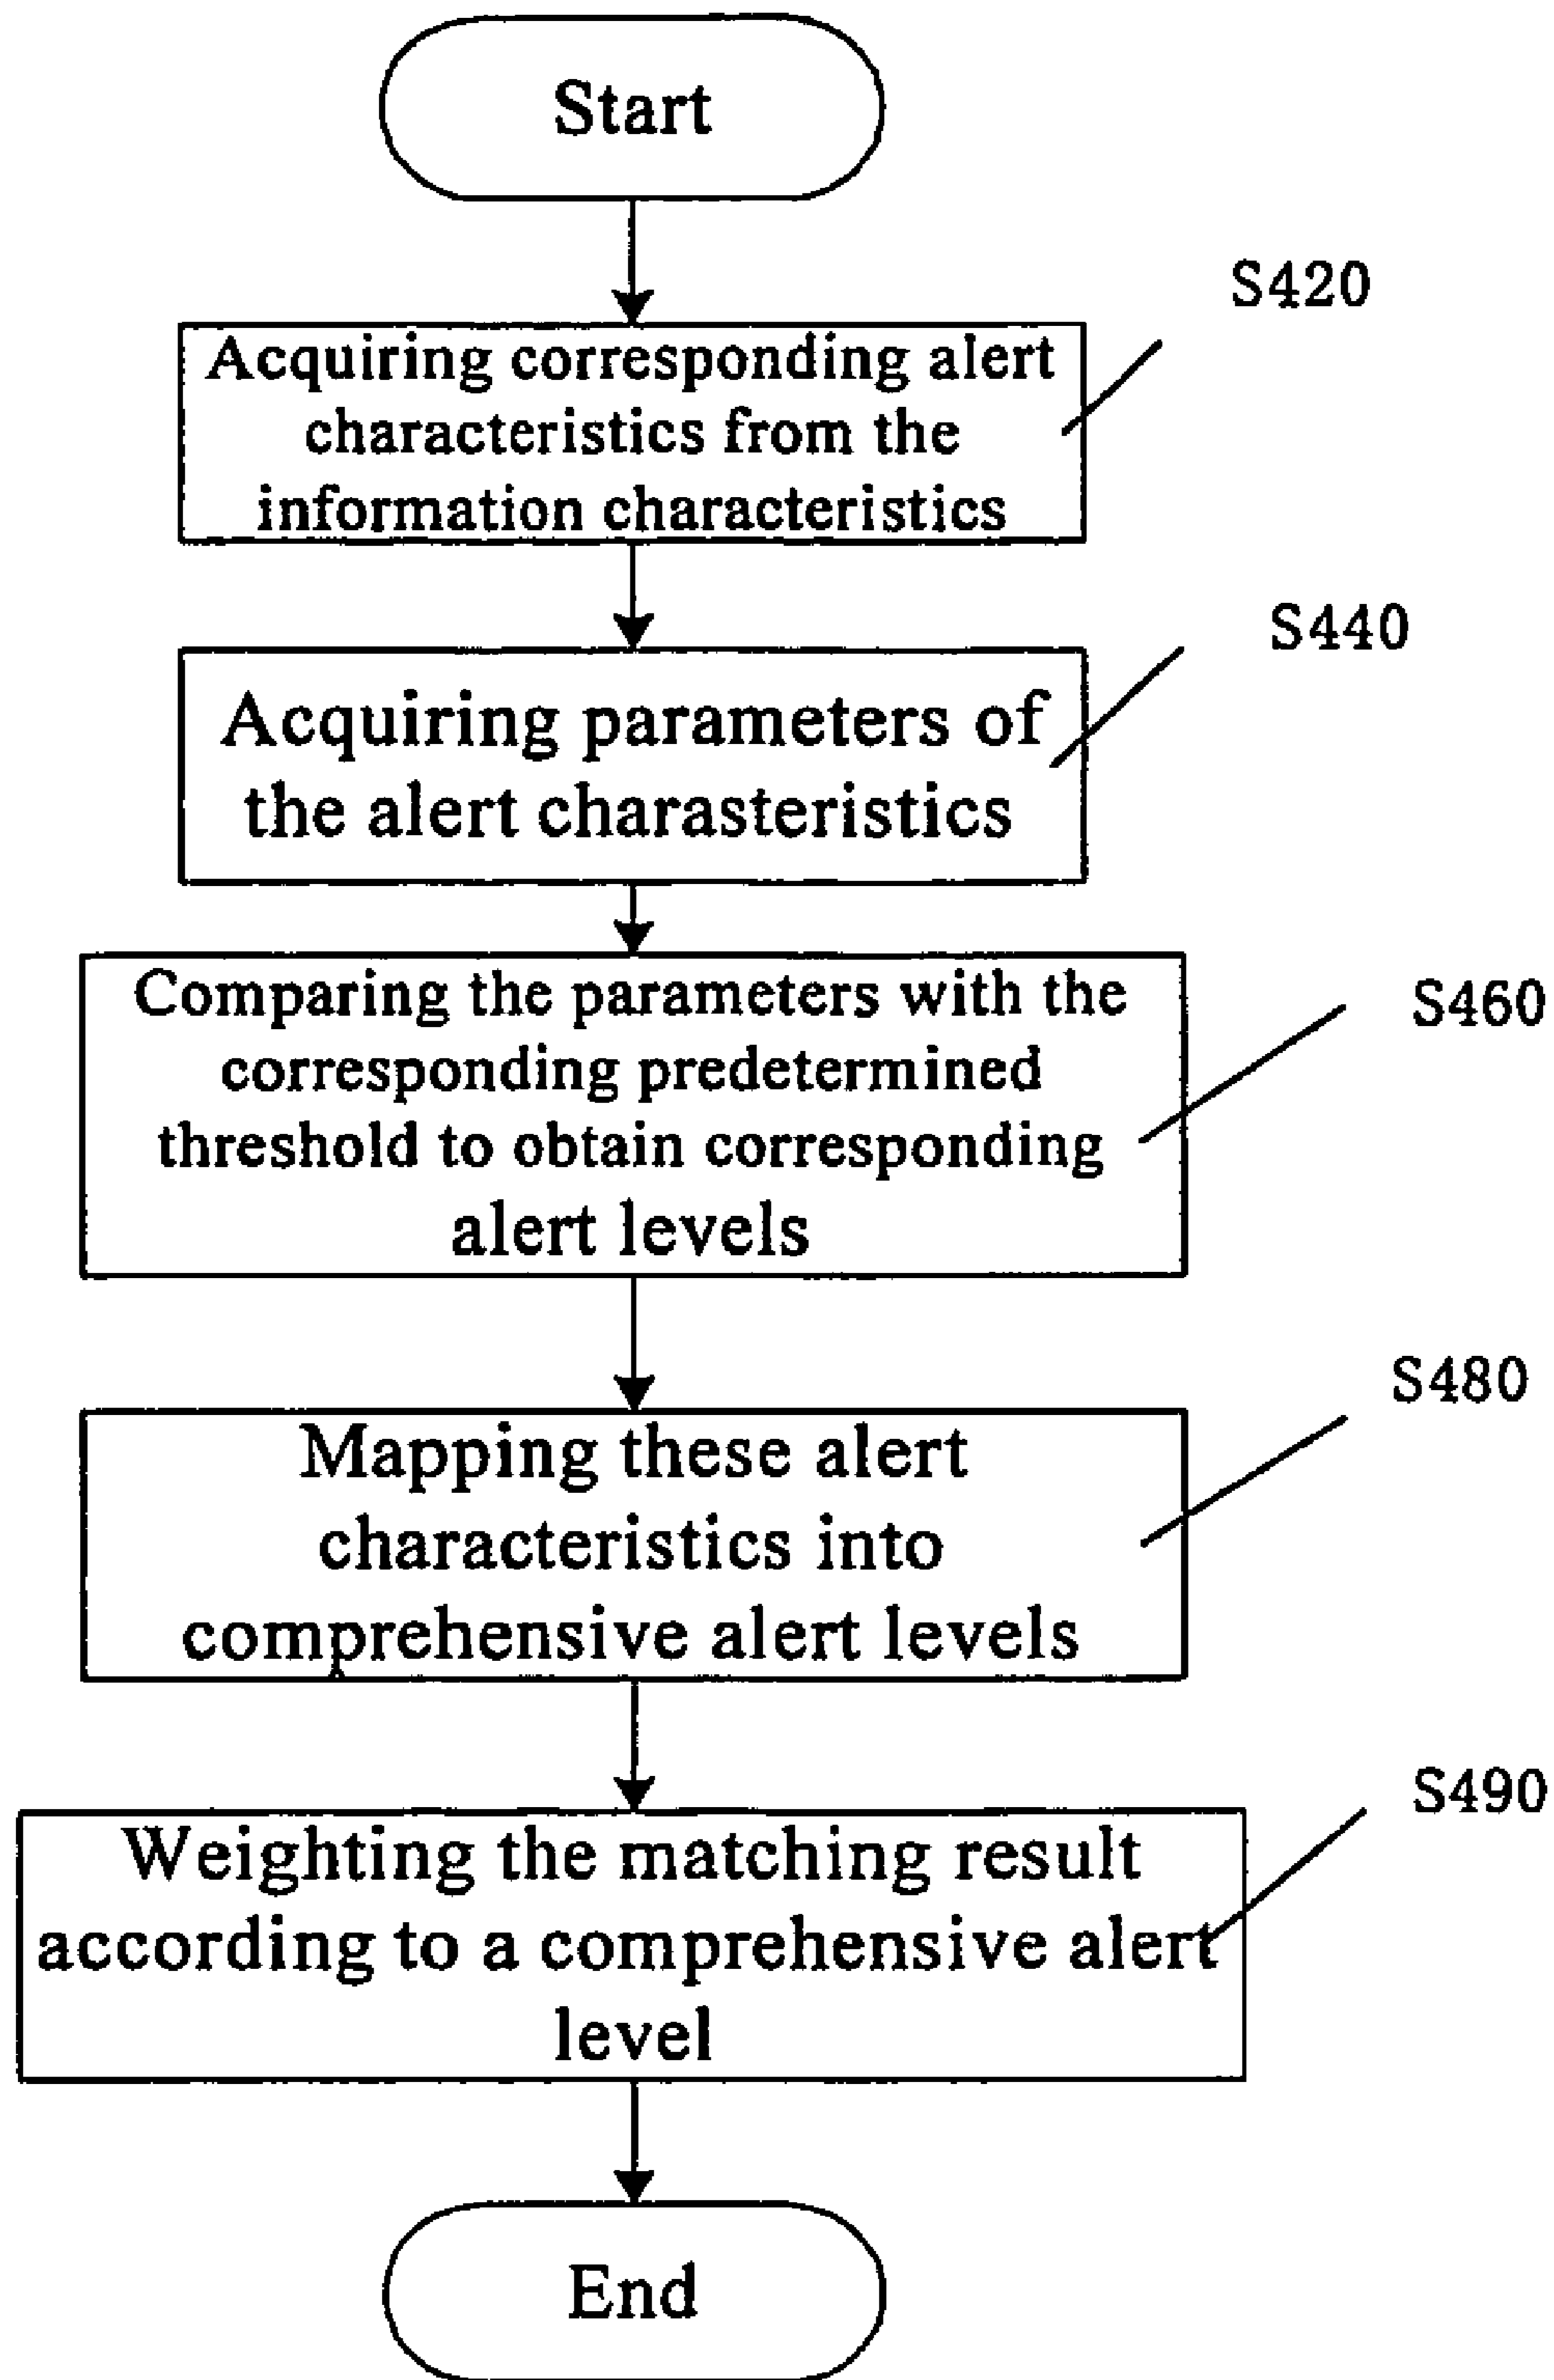 Start
S420
Acquiring corresponding alert
characteristics from the
information characteristics
S440
Acquiring parameters of
the alert charasteristics
S460
Comparing the parameters with the
corresponding predetermined
threshold to obtain corresponding
alert levels
S480
Mapping these alert
characteristics into
comprehensive alert levels
S490
Weighting the matching result
according to a comprehensive alert
level
End